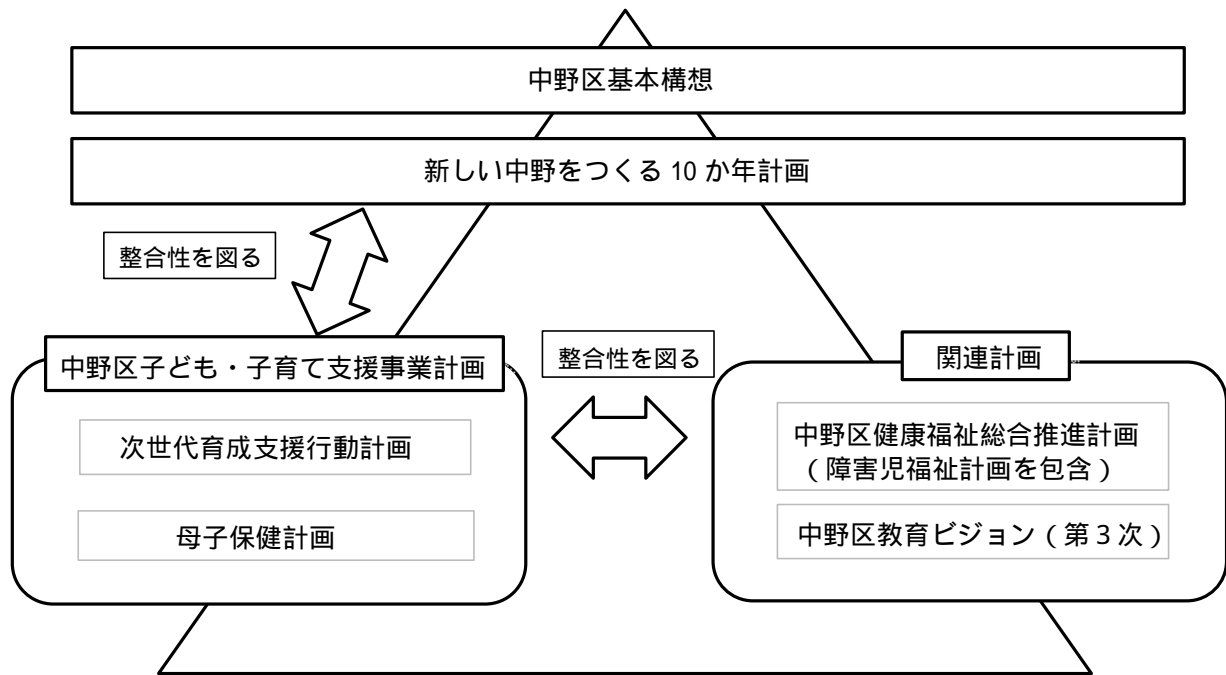 中野区基本構想
新しい中野をつくる 10 か年計画
整合性を図る
中野区子ども・子育て支援事業計画
次世代育成支援行動計画
母子保健計画
整合性を図る
関連計画
中野区健康福祉総合推進計画
（障害児福祉計画を包含）
中野区教育ビジョン（第３次）